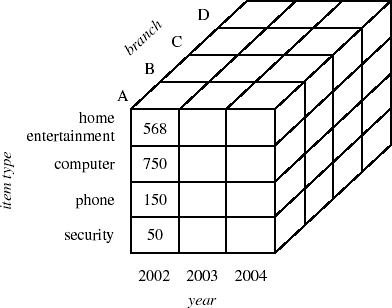 branch
D
C
B
A
home
entertainment
568
computer
750
phone
150
security
50
item type
2002 2003 2004
year